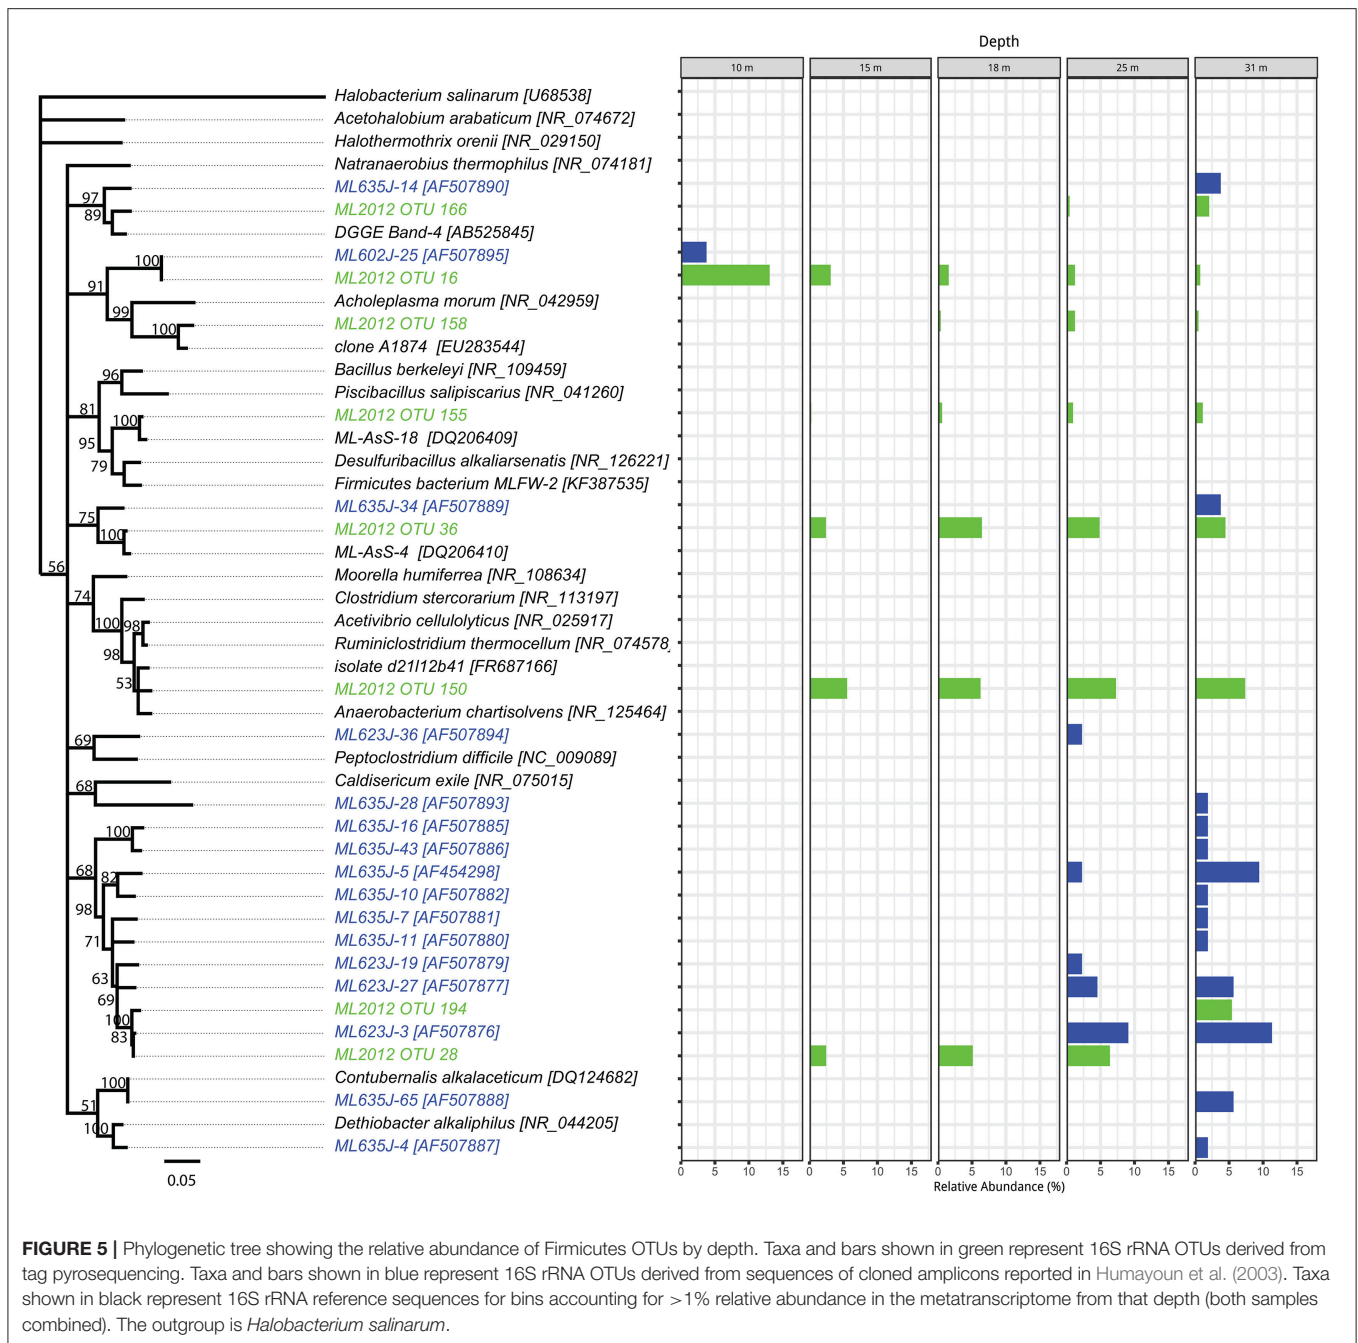 Depth
10 m 15 m 18 m 25 m 31 m
Halobacterium salinarum [U68538]
Acetohalobium arabaticum [NR_074672]
Halothermothrix orenii [NR_029150]
Natranaerobius thermophilus [NR_074181]
97 ML635J-14 [AF507890]
89 ML2012 OTU 166
DGGE Band-4 [AB525845]
100 ML602J-25 [AF507895]
91 ML2012 OTU 16
99 Acholeplasma morum [NR_042959]
100 ML2012 OTU 158
clone A1874 [EU283544]
96 Bacillus berkeleyi [NR_109459]
Piscibacillus salipiscarius [NR_041260]
81 100 ML2012 OTU 155
95 ML-AsS-18 [DQ206409]
79 Desulfuribacillus alkaliarsenatis [NR_126221]
Firmicutes bacterium MLFW-2 [KF387535]
75 ML635J-34 [AF507889]
100 ML2012 OTU 36
ML-AsS-4 [DQ206410]
56 Moorella humiferrea [NR_108634]
74 Clostridium stercorarium [NR_113197]
100 98 Acetivibrio cellulolyticus [NR_025917]
98 Ruminiclostridium thermocellum [NR_074578
isolate d21l12b41 [FR687166]
53 ML2012 OTU 150
Anaerobacterium chartisolvens [NR_125464]
69 ML623J-36 [AF507894]
Peptoclostridium difficile [NC_009089]
68 Caldisericum exile [NR_075015]
ML635J-28 [AF507893]
100 ML635J-16 [AF507885]
ML635J-43 [AF507886]
68 82 ML635J-5 [AF454298]
98 ML635J-10 [AF507882]
ML635J-7 [AF507881]
71 ML635J-11 [AF507880]
63 ML623J-19 [AF507879]
69 ML623J-27 [AF507877]
100 ML2012 OTU 194
83 ML623J-3 [AF507876]
ML2012 OTU 28
100 Contubernalis alkalaceticum [DQ124682]
51 ML635J-65 [AF507888]
100 Dethiobacter alkaliphilus [NR_044205]
ML635J-4 [AF507887]
0.05
0 5 10 15 0 5 10 15 0 5 10 15 0 5 10 15 0 5 10 15
Relative Abundance (%)
FIGURE 5 | Phylogenetic tree showing the relative abundance of Firmicutes OTUs by depth. Taxa and bars shown in green represent 16S rRNA OTUs derived from
tag pyrosequencing. Taxa and bars shown in blue represent 16S rRNA OTUs derived from sequences of cloned amplicons reported in Humayoun et al. (2003). Taxa
shown in black represent 16S rRNA reference sequences for bins accounting for >1% relative abundance in the metatranscriptome from that depth (both samples
combined). The outgroup is Halobacterium salinarum.